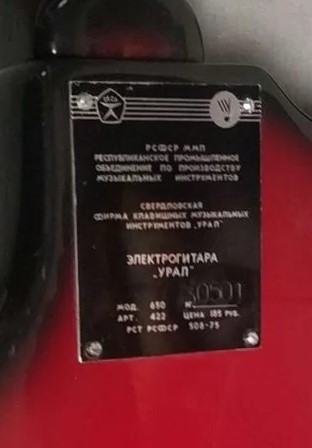 РСФСР ММП
РЕСПУБЛИКАНСКОЕ ПРОМЫШЛЕННОЕ
ОБЪЕДИНЕНИЕ ПО ПРОИЗВОДСТВУ
МУЗЫКАЛЬНЫХ ИНСТРУМЕНТОВ
СВЕРДЛОВСКАЯ
ФИРМА КЛАВИШНЫХ МУЗЫКАЛЬНЫХ
ИНСТРУМЕНТОВ „УРАЛ"
ЭЛЕКТРОГИТАРА
„УРАЛ"
МОД. 650 №
АРТ. 422 ЦЕНА 185 РУБ.
РСТ РСФСР 508-75